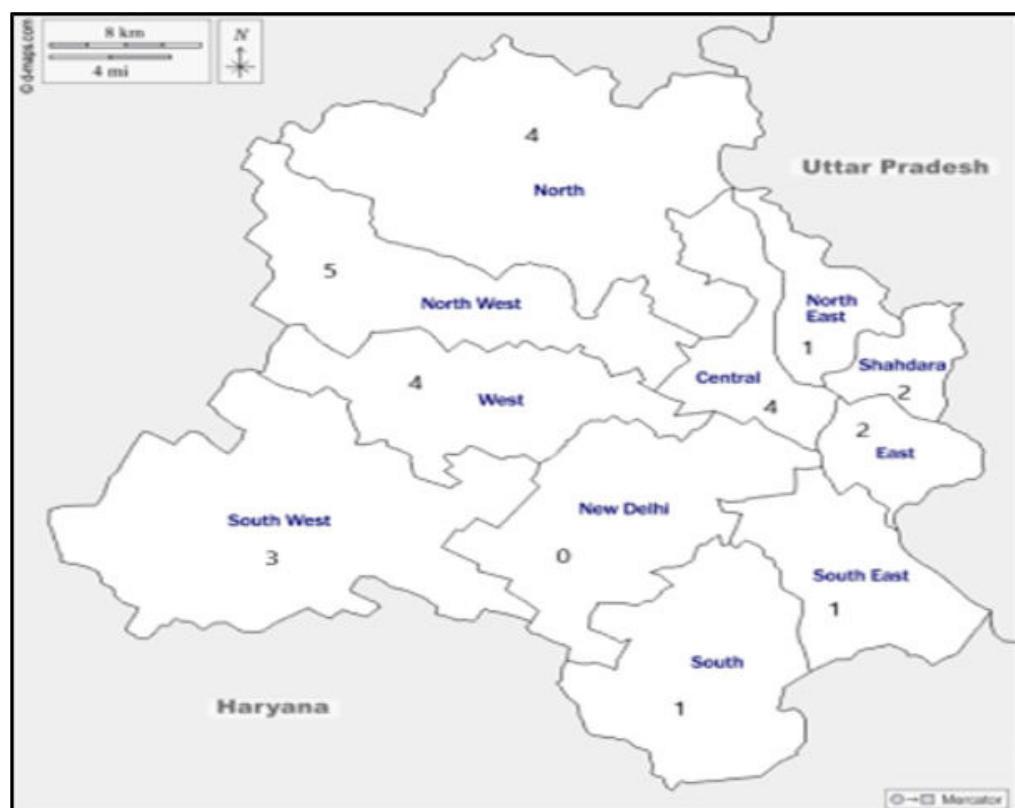 © d-maps.com
8 km
4 mi
N
4
North
Uttar Pradesh
5
North West
North
East
1
Shahdara
2
4
West
Central
4
2
East
South West
3
New Delhi
0
South East
1
South
1
Haryana
Mercator